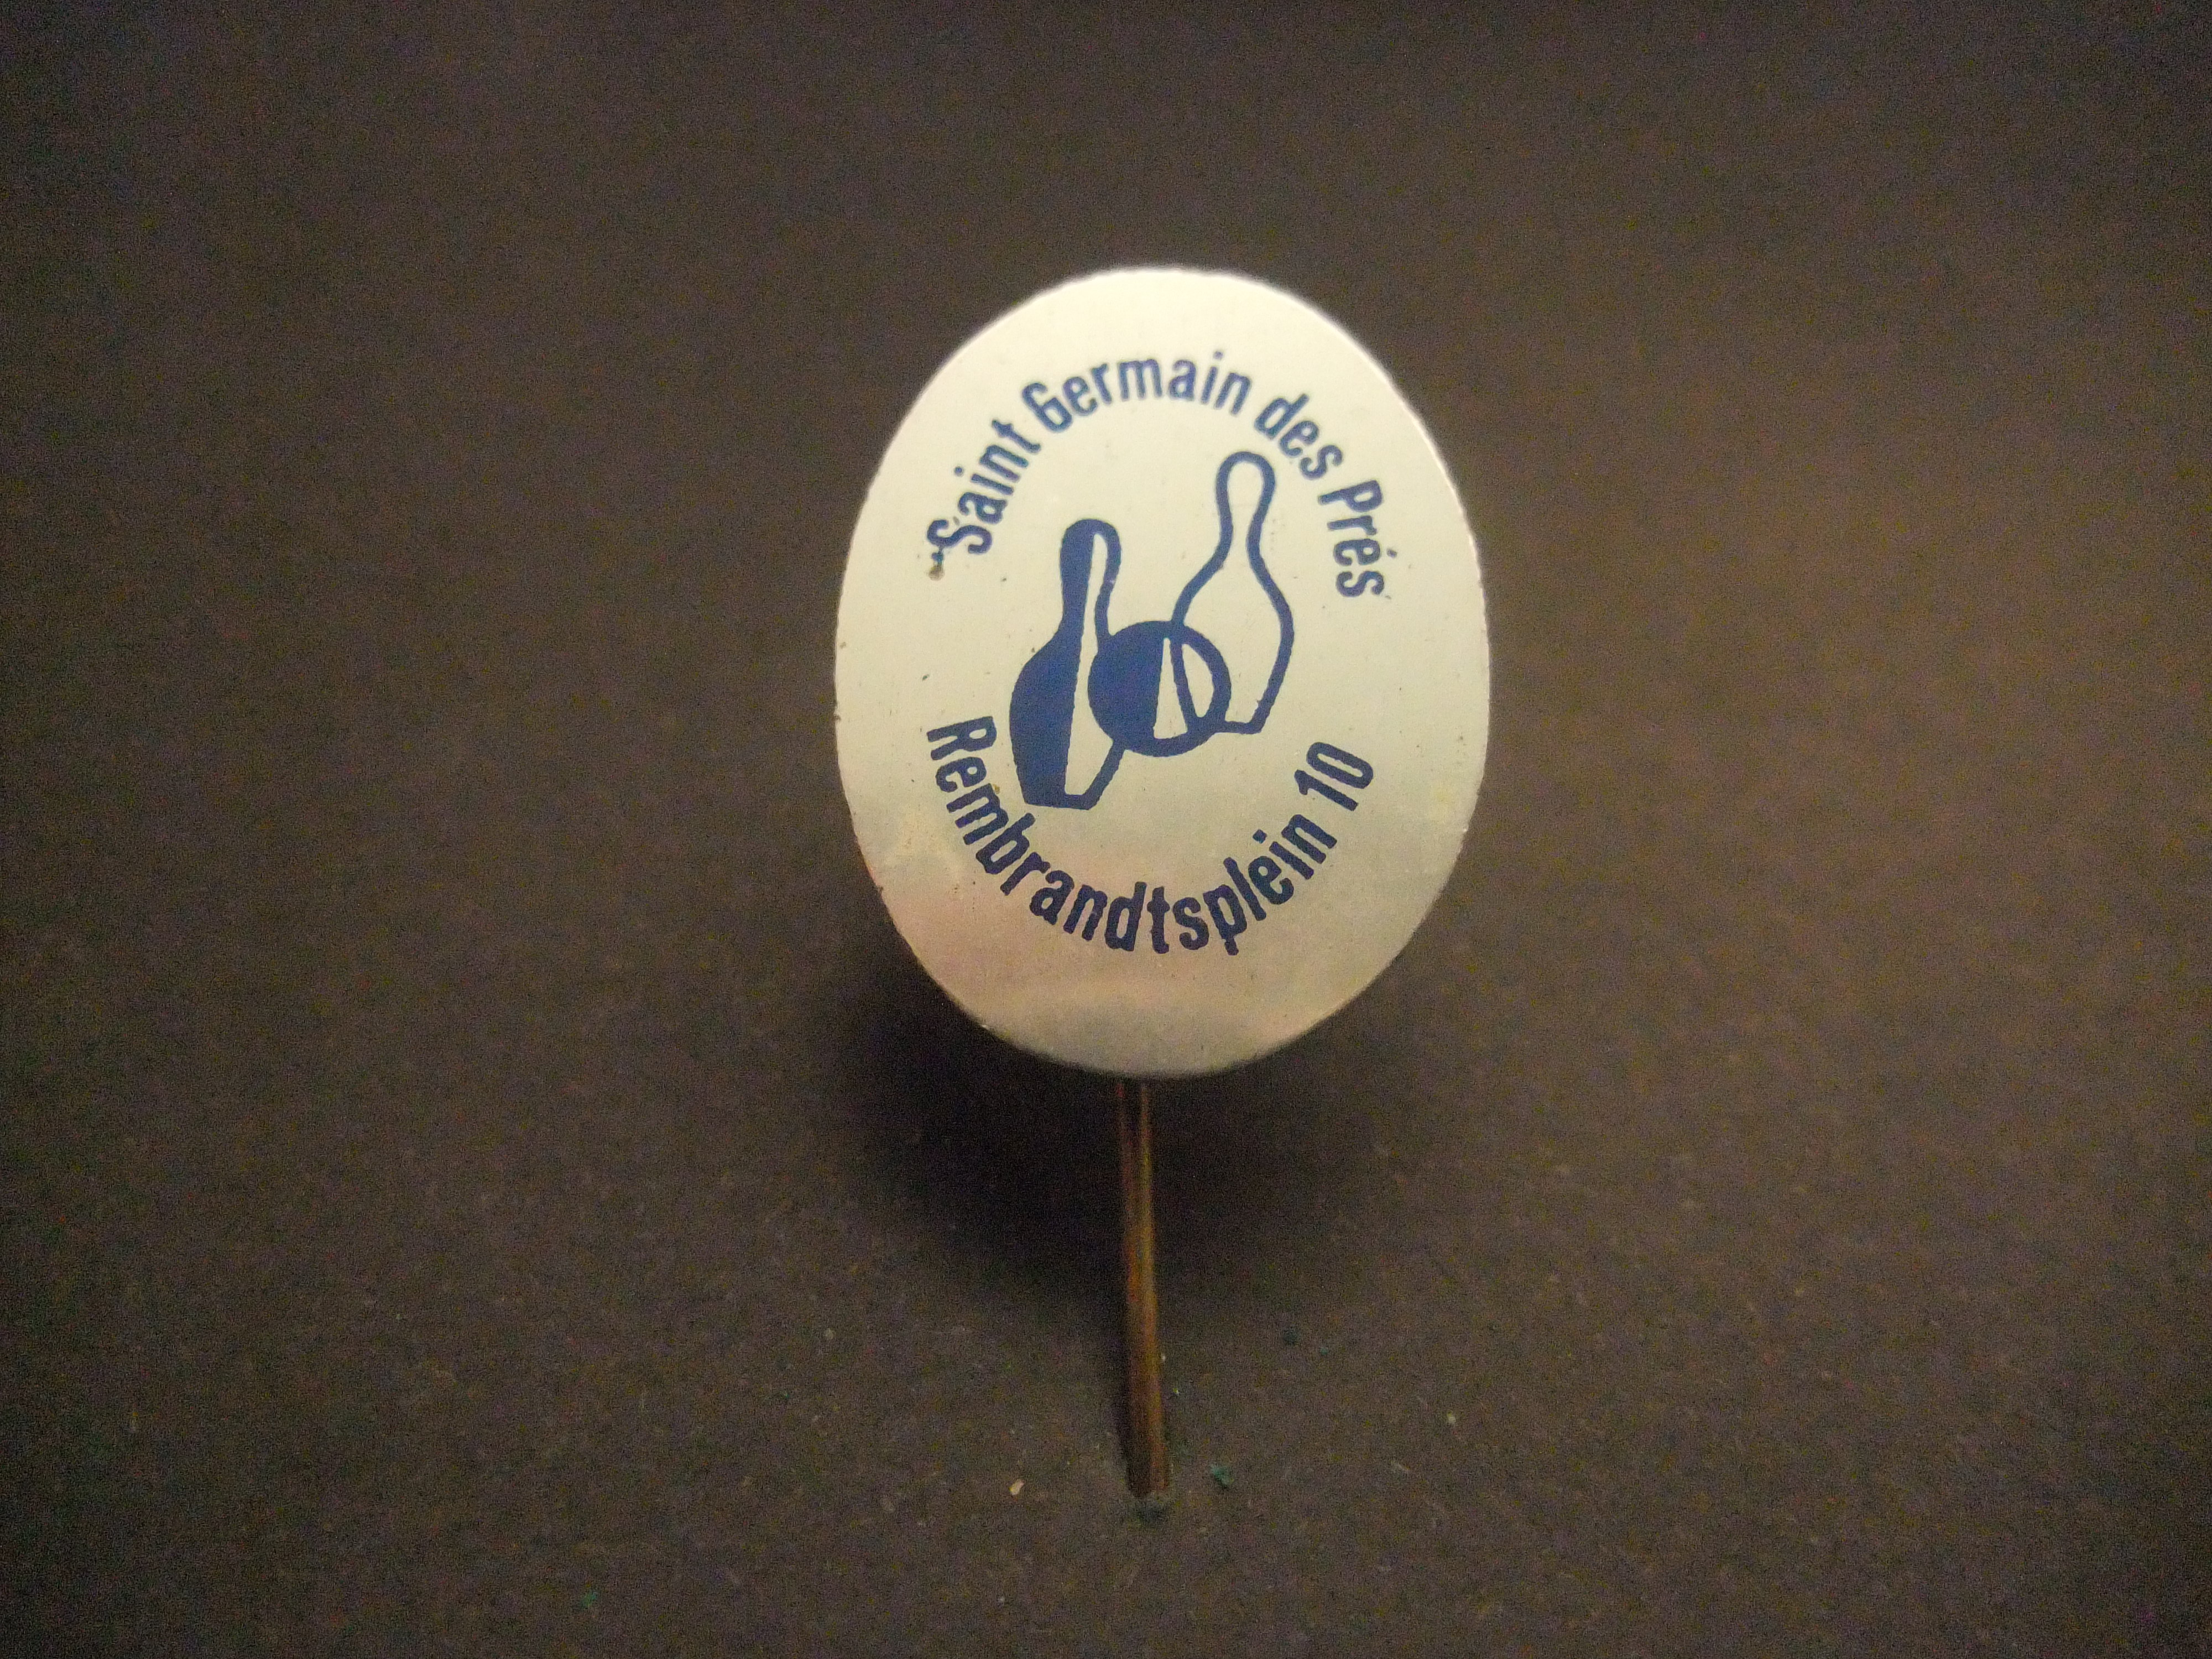 Saint Germain des Prés
Rembrandtsplein 10